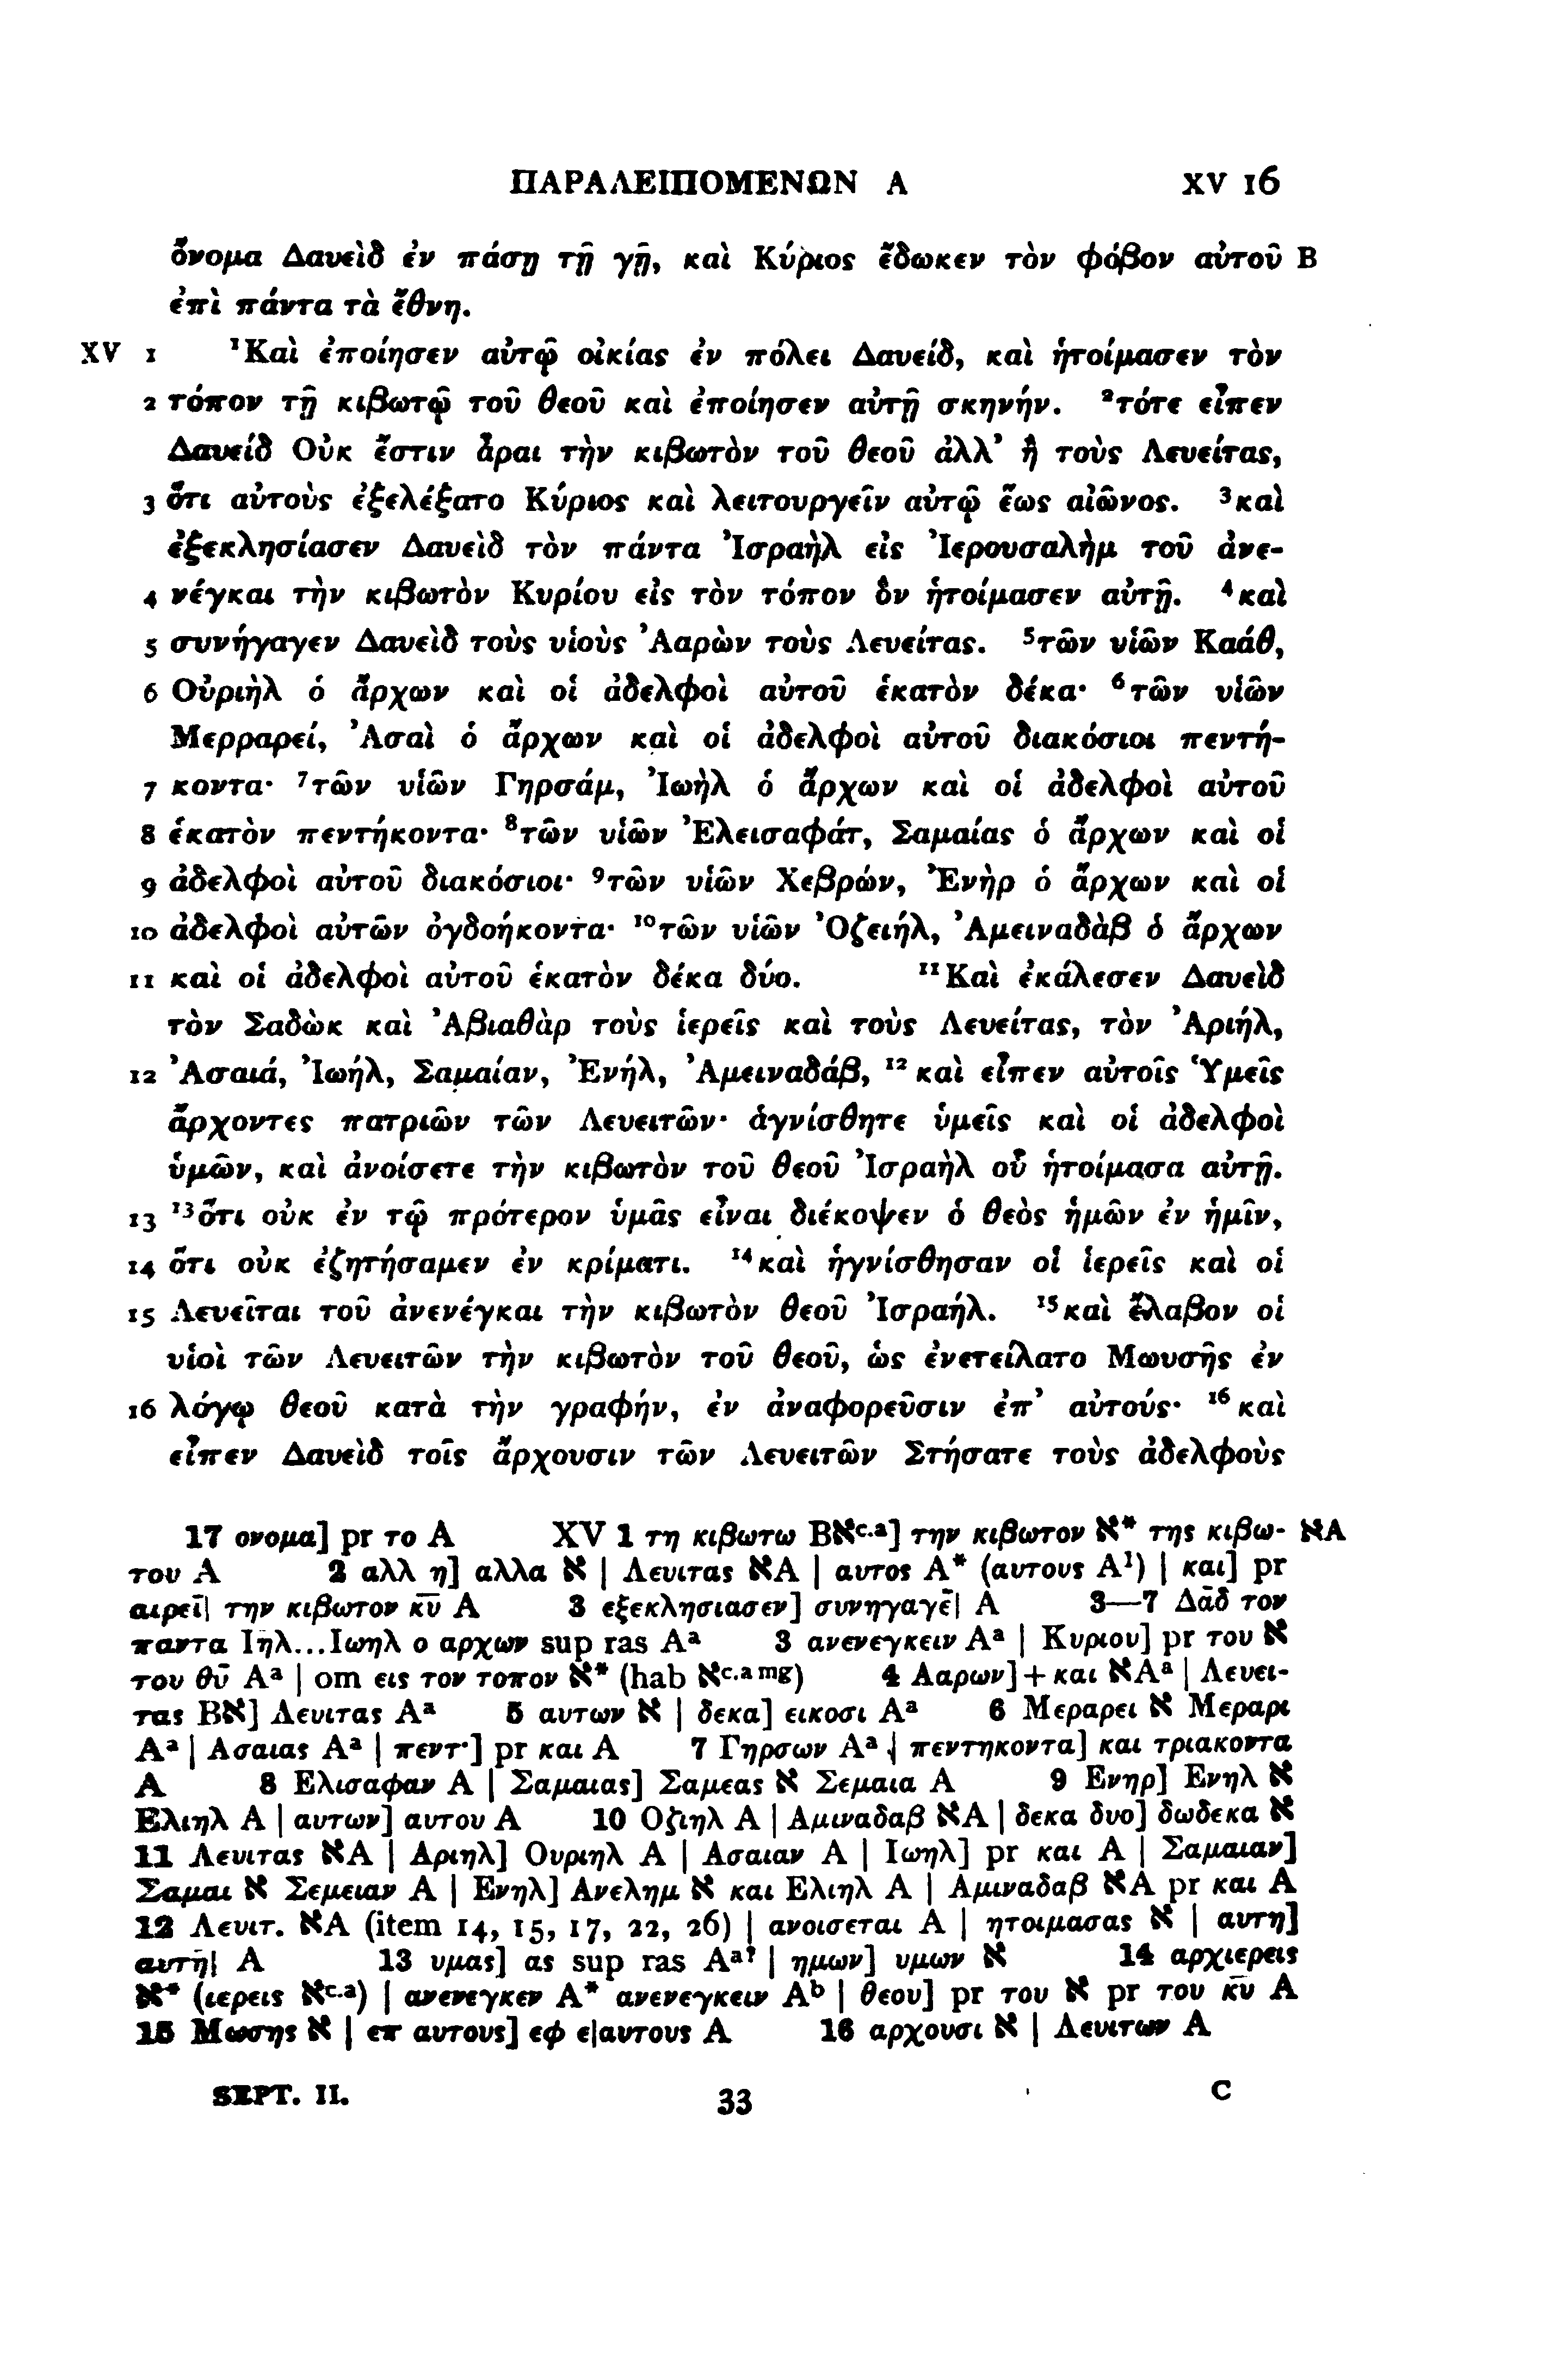 ΠΑΡΑΛΕΙΠΟΜΕΝΩΝ Α XV 16
ὄνομα Δαυεὶδ ἐν πάσῃ τῇ γῇ, καὶ Κύριος ἔδωκεν τὸν φόβον αὐτοῦ B
ἐπὶ πάντα τὰ ἔθνη.
XV 1 ¹Καὶ ἐποίησεν αὐτῷ οἰκίας ἐν πόλει Δαυείδ, καὶ ἡτοίμασεν τὸν
2 τόπον τῇ κιβωτῷ τοῦ θεοῦ καὶ ἐποίησεν αὐτῇ σκηνήν. ²τότε εἶπεν
Δαυείδ Οὐκ ἔστιν ἆραι τὴν κιβωτὸν τοῦ θεοῦ ἀλλ’ ἢ τοὺς Λευείτας,
3 ὅτι αὐτοὺς ἐξελέξατο Κύριος καὶ λειτουργεῖν αὐτῷ ἕως αἰῶνος. ³καὶ
ἐξεκλησίασεν Δαυεὶδ τὸν πάντα Ἰσραὴλ εἰς Ἰερουσαλὴμ τοῦ ἀνε-
4 νέγκαι τὴν κιβωτὸν Κυρίου εἰς τὸν τόπον ὃν ἡτοίμασεν αὐτῇ. ⁴καὶ
5 συνήγαγεν Δαυεὶδ τοὺς υἱοὺς Ἀαρὼν τοὺς Λευείτας. ⁵τῶν υἱῶν Καάθ,
6 Οὐριὴλ ὁ ἄρχων καὶ οἱ ἀδελφοὶ αὐτοῦ ἑκατὸν δέκα· ⁶τῶν υἱῶν
Μερραρεί, Ἀσαὶ ὁ ἄρχων καὶ οἱ ἀδελφοὶ αὐτοῦ διακόσιοι πεντή-
7 κοντα· ⁷τῶν υἱῶν Γηρσάμ, Ἰωὴλ ὁ ἄρχων καὶ οἱ ἀδελφοὶ αὐτοῦ
8 ἑκατὸν πεντήκοντα· ⁸τῶν υἱῶν Ἐλεισαφάτ, Σαμαίας ὁ ἄρχων καὶ οἱ
9 ἀδελφοὶ αὐτοῦ διακόσιοι· ⁹τῶν υἱῶν Χεβρών, Ἐνὴρ ὁ ἄρχων καὶ οἱ
10 ἀδελφοὶ αὐτῶν ὀγδοήκοντα· ¹⁰τῶν υἱῶν Ὀζειήλ, Ἀμειναδὰβ ὁ ἄρχων
11 καὶ οἱ ἀδελφοὶ αὐτοῦ ἑκατὸν δέκα δύο. ¹¹Καὶ ἐκάλεσεν Δαυεὶδ
τὸν Σαδὼκ καὶ Ἀβιαθὰρ τοὺς ἱερεῖς καὶ τοὺς Λευείτας, τὸν Ἀριήλ,
12 Ἀσαιά, Ἰωήλ, Σαμαίαν, Ἐνήλ, Ἀμειναδάβ, ¹²καὶ εἶπεν αὐτοῖς Ὑμεῖς
ἄρχοντες πατριῶν τῶν Λευειτῶν· ἁγνίσθητε ὑμεῖς καὶ οἱ ἀδελφοὶ
ὑμῶν, καὶ ἀνοίσετε τὴν κιβωτὸν τοῦ θεοῦ Ἰσραὴλ οὗ ἡτοίμασα αὐτῇ.
13 ¹³ὅτι οὐκ ἐν τῷ πρότερον ὑμᾶς εἶναι διέκοψεν ὁ θεὸς ἡμῶν ἐν ἡμῖν,
14 ὅτι οὐκ ἐζητήσαμεν ἐν κρίματι. ¹⁴καὶ ἡγνίσθησαν οἱ ἱερεῖς καὶ οἱ
15 Λευεῖται τοῦ ἀνενέγκαι τὴν κιβωτὸν θεοῦ Ἰσραήλ. ¹⁵καὶ ἔλαβον οἱ
υἱοὶ τῶν Λευειτῶν τὴν κιβωτὸν τοῦ θεοῦ, ὡς ἐνετείλατο Μωυσῆς ἐν
16 λόγῳ θεοῦ κατὰ τὴν γραφήν, ἐν ἀναφορεῦσιν ἐπ’ αὐτούς· ¹⁶καὶ
εἶπεν Δαυεὶδ τοῖς ἄρχουσιν τῶν Λευειτῶν Στήσατε τοὺς ἀδελφοὺς
17 ονομα] pr το A XV 1 τη κιβωτω Bℵᶜ·ᵃ] την κιβωτον ℵ* της κιβω- ℵA
του A 2 αλλ η] αλλα ℵ | Λευιτας ℵA | αυτος A* (αυτους A¹) | και] pr
αιρεῑ| την κιβωτον κ̅υ̅ A 3 εξεκλησιασεν] συνηγαγε̅| A 3—7 Δα̅δ τον
παντα Ιη̅λ...Ιωηλ ο αρχων sup ras Aᵃ 3 ανενεγκειν Aᵃ | Κυριου] pr του ℵ
του θ̅υ̅ Aᵃ | om εις τον τοπον ℵ* (hab ℵᶜ·ᵃ ᵐᵍ) 4 Ααρων]+και ℵAᵃ | Λευει-
τας Bℵ] Λευιτας Aᵃ 5 αυτων ℵ | δεκα] εικοσι Aᵃ 6 Μεραρει ℵ Μεραρι
Aᵃ | Ασαιας Aᵃ | πεντ·] pr και A 7 Γηρσων Aᵃ | πεντηκοντα] και τριακοντα
A 8 Ελισαφαν A | Σαμαιας] Σαμεας ℵ Σεμαια A 9 Ενηρ] Ενηλ ℵ
Ελιηλ A | αυτων] αυτου A 10 Οζιηλ A | Αμιναδαβ ℵA | δεκα δυο] δωδεκα ℵ
11 Λευιτας ℵA | Αριηλ] Ουριηλ A | Ασαιαν A | Ιωηλ] pr και A | Σαμαιαν]
Σαμαι ℵ Σεμειαν A | Ενηλ] Ανελημ ℵ και Ελιηλ A | Αμιναδαβ ℵA pr και A
12 Λευιτ. ℵA (item 14, 15, 17, 22, 26) | ανοισεται A | ητοιμασας ℵ | αυτη]
αυτη̅| A 13 υμας] ας sup ras Aᵃ? | ημων] υμων ℵ 14 αρχιερεις
ℵ* (ιερεις ℵᶜ·ᵃ) | ανενεγκεν A* ανενεγκειν Aᵇ | θεου] pr του ℵ pr του κ̅υ̅ A
15 Μωσης ℵ | επ αυτους] εφ ε|αυτους A 16 αρχουσι ℵ | Λευιτων A
SEPT. II. 33 C